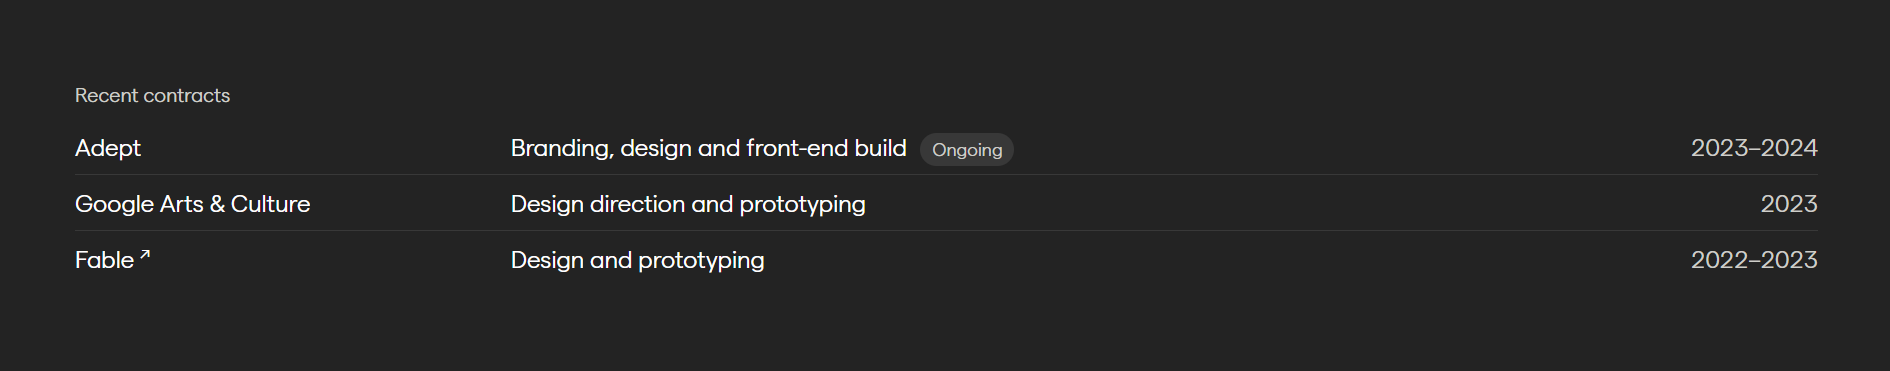 Recent contracts
Adept Branding, design and front-end build Ongoing 2023–2024
Google Arts & Culture Design direction and prototyping 2023
Fable ↗ Design and prototyping 2022–2023